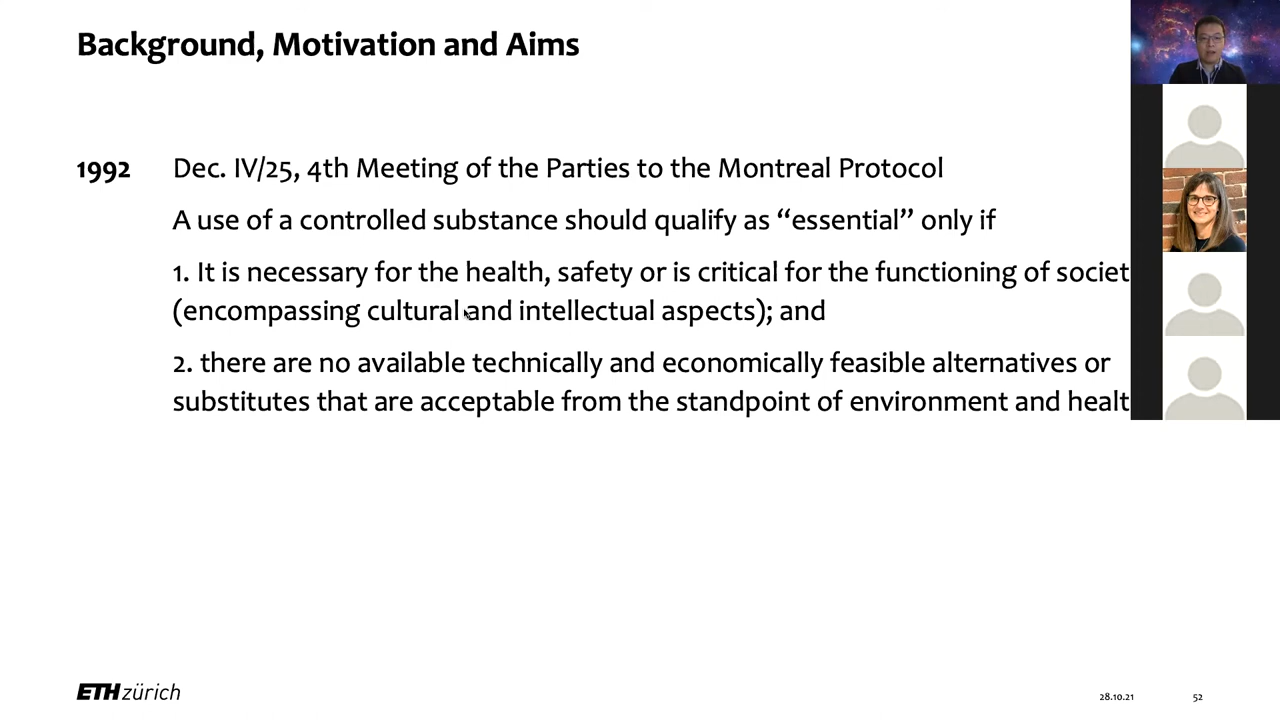 Background, Motivation and Aims
1992 Dec. IV/25, 4th Meeting of the Parties to the Montreal Protocol
A use of a controlled substance should qualify as “essential” only if
1. It is necessary for the health, safety or is critical for the functioning of societ
(encompassing cultural and intellectual aspects); and
2. there are no available technically and economically feasible alternatives or
substitutes that are acceptable from the standpoint of environment and healt
ETH zürich
28.10.21
52